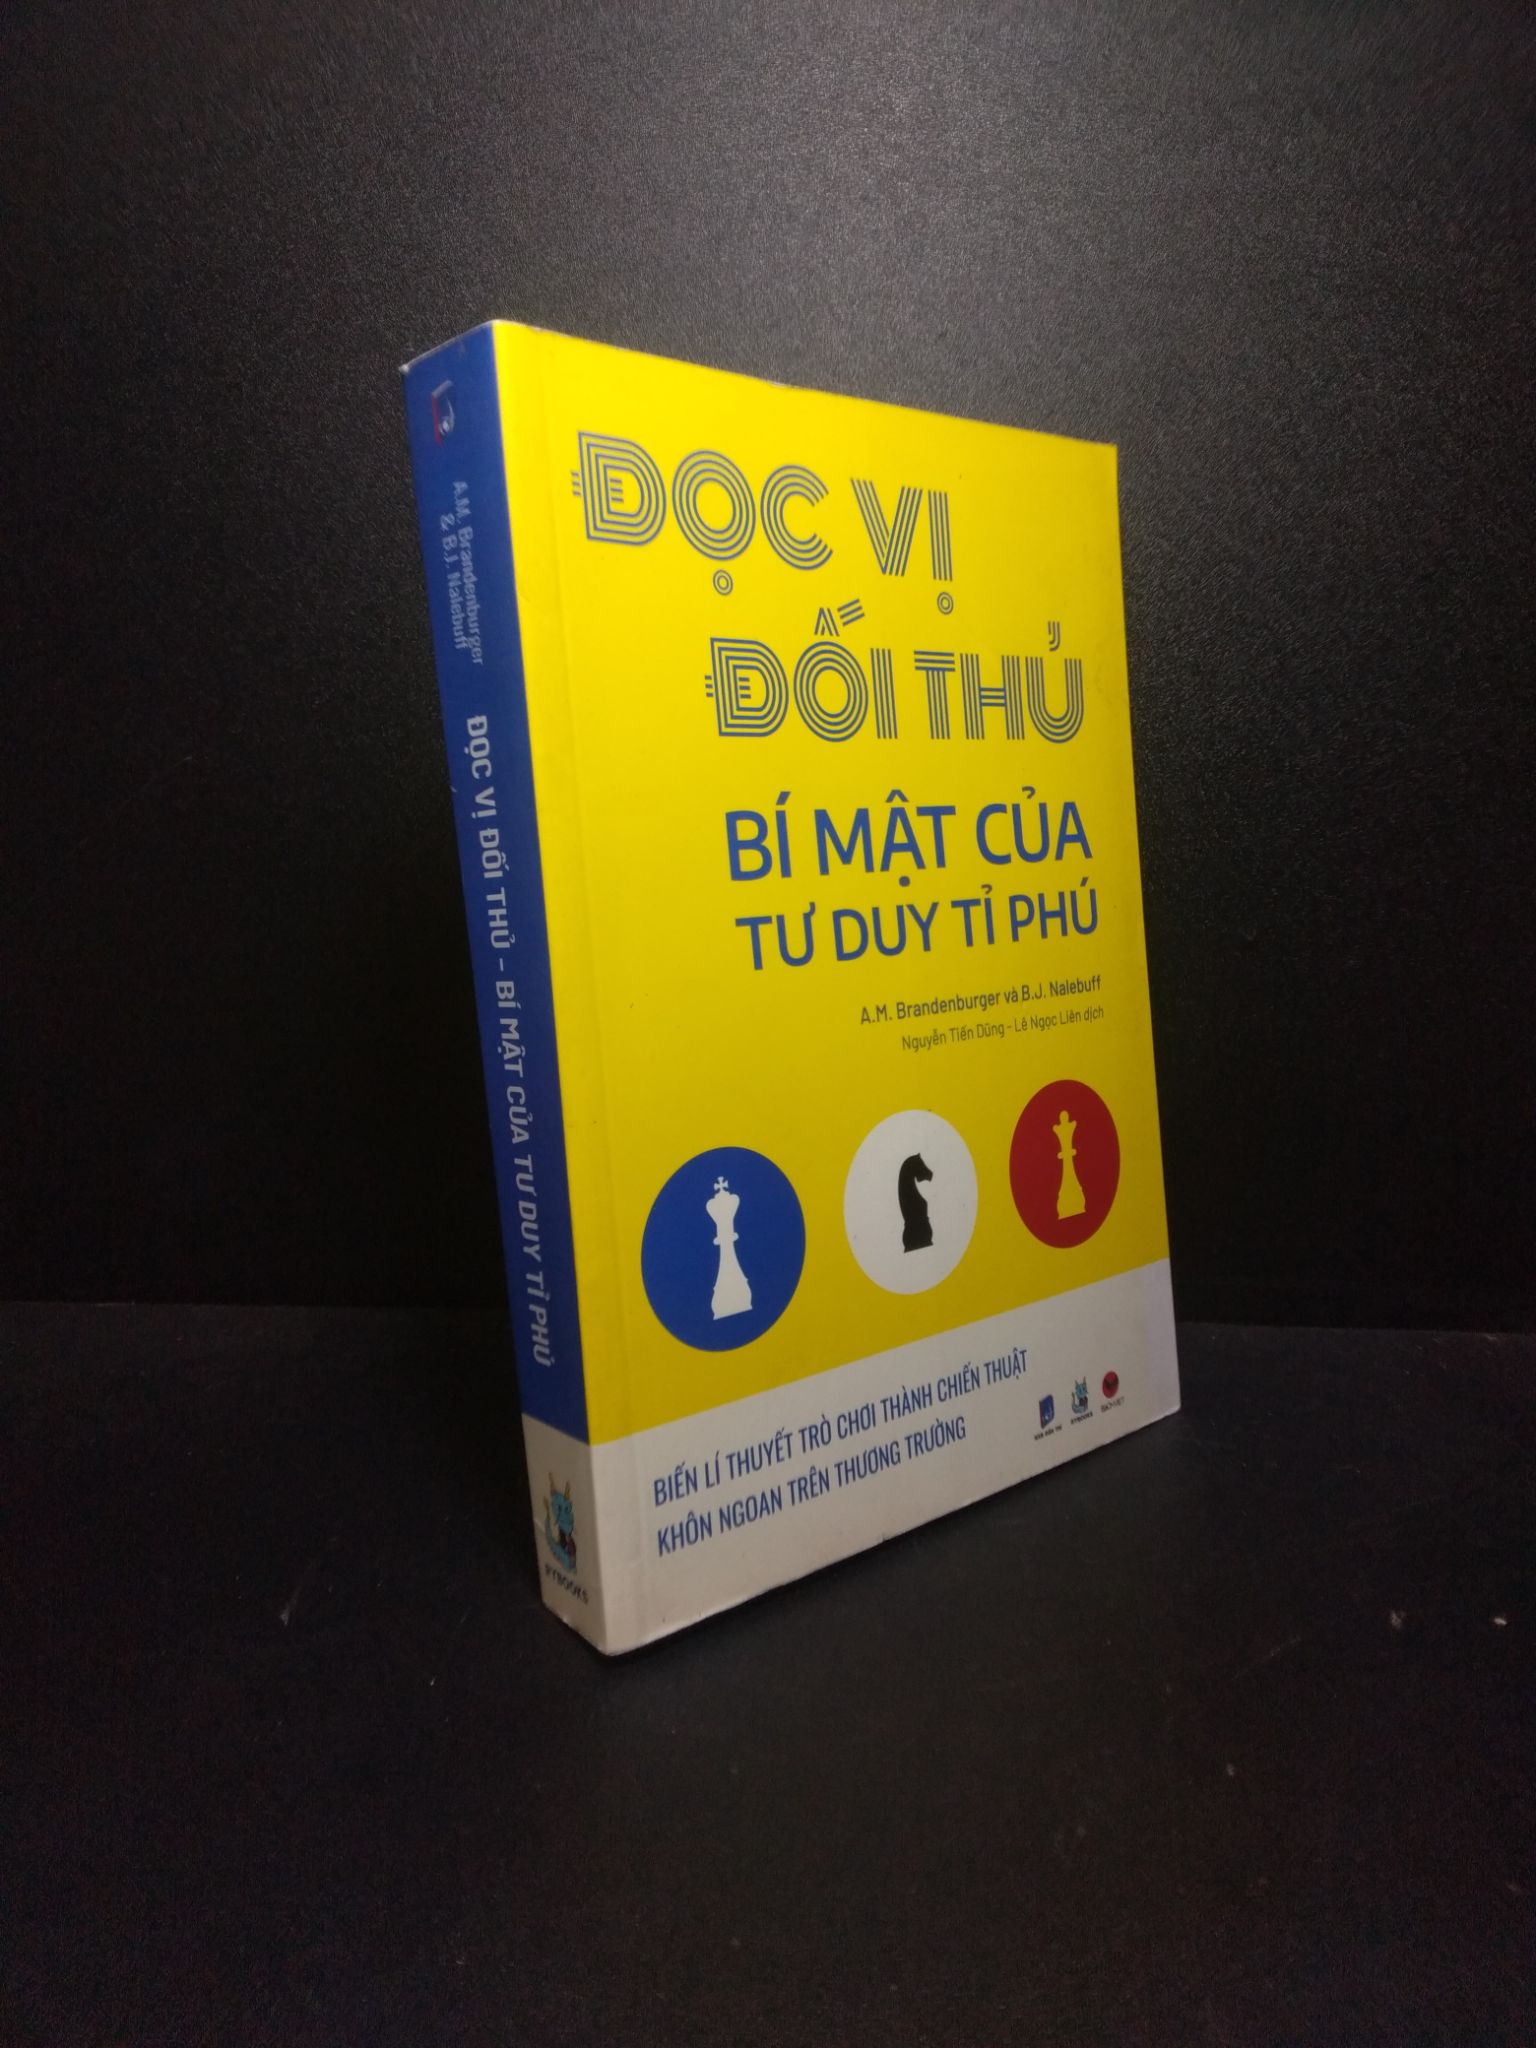 A.M. Brandenburger
& B.J. Nalebuff
ĐỌC VỊ ĐỐI THỦ - BÍ MẬT CỦA TƯ DUY TỈ PHÚ
BYBOOKS
ĐỌC VỊ
ĐỐI THỦ
BÍ MẬT CỦA
TƯ DUY TỈ PHÚ
A.M. Brandenburger và B.J. Nalebuff
Nguyễn Tiến Dũng - Lê Ngọc Liên dịch
BIẾN LÍ THUYẾT TRÒ CHƠI THÀNH CHIẾN THUẬT
KHÔN NGOAN TRÊN THƯƠNG TRƯỜNG
BYBOOKS